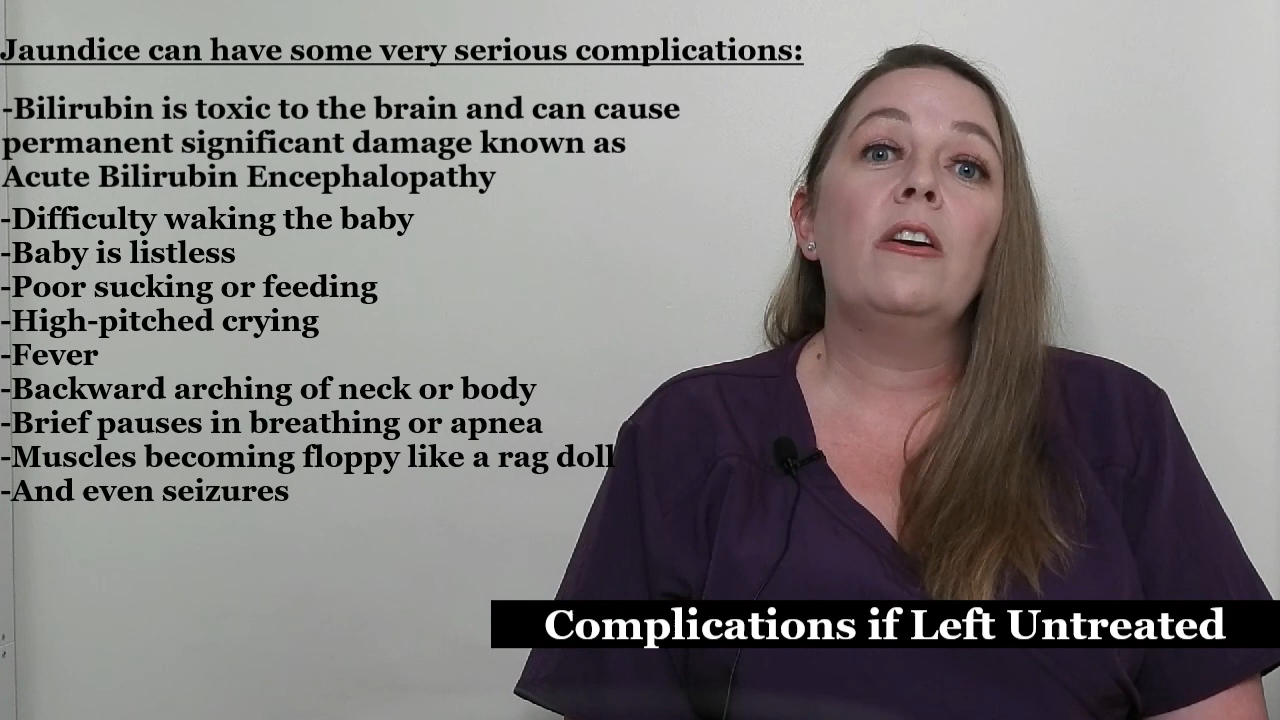 Jaundice can have some very serious complications:
-Bilirubin is toxic to the brain and can cause
permanent significant damage known as
Acute Bilirubin Encephalopathy
-Difficulty waking the baby
-Baby is listless
-Poor sucking or feeding
-High-pitched crying
-Fever
-Backward arching of neck or body
-Brief pauses in breathing or apnea
-Muscles becoming floppy like a rag doll
-And even seizures
Complications if Left Untreated